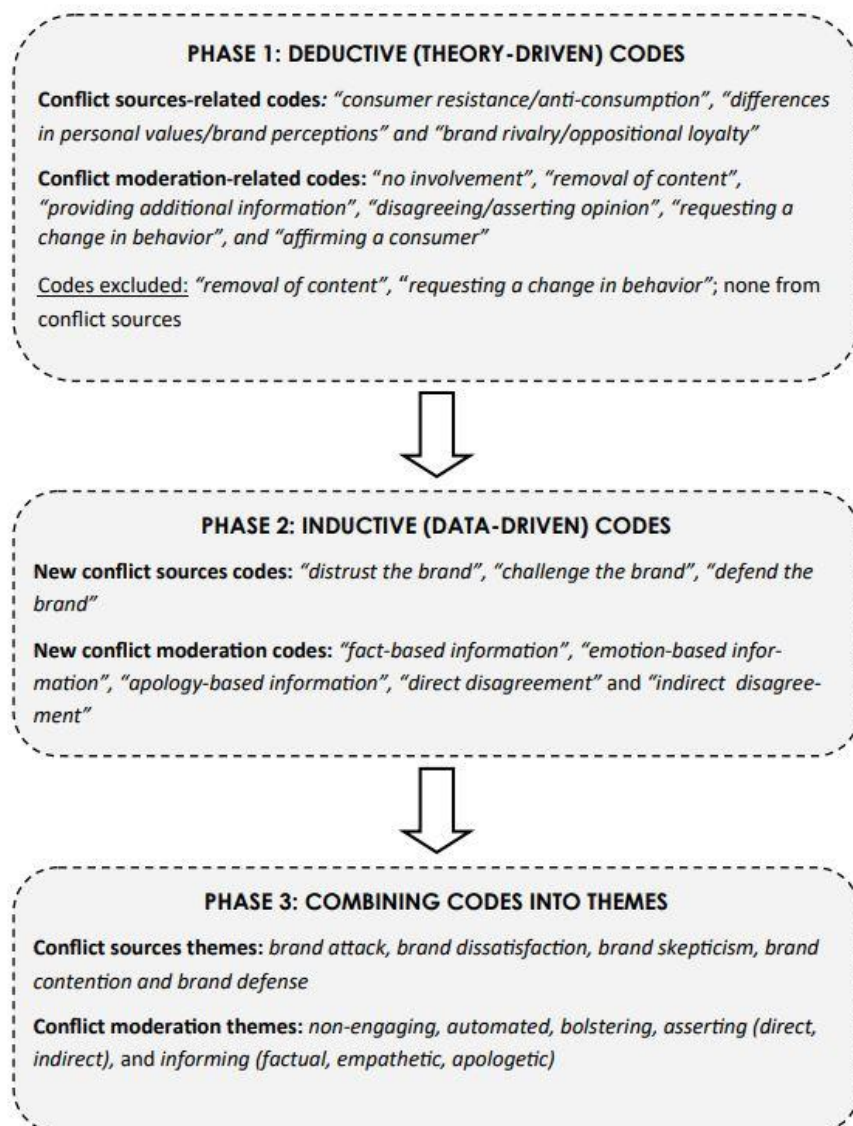 PHASE 1: DEDUCTIVE (THEORY-DRIVEN) CODES
Conflict sources-related codes: “consumer resistance/anti-consumption”, “differences
in personal values/brand perceptions” and “brand rivalry/oppositional loyalty”
Conflict moderation-related codes: “no involvement”, “removal of content”,
“providing additional information”, “disagreeing/asserting opinion”, “requesting a
change in behavior”, and “affirming a consumer”
Codes excluded: “removal of content”, “requesting a change in behavior”; none from
conflict sources
PHASE 2: INDUCTIVE (DATA-DRIVEN) CODES
New conflict sources codes: “distrust the brand”, “challenge the brand”, “defend the
brand”
New conflict moderation codes: “fact-based information”, “emotion-based infor-
mation”, “apology-based information”, “direct disagreement” and “indirect disagree-
ment”
PHASE 3: COMBINING CODES INTO THEMES
Conflict sources themes: brand attack, brand dissatisfaction, brand skepticism, brand
contention and brand defense
Conflict moderation themes: non-engaging, automated, bolstering, asserting (direct,
indirect), and informing (factual, empathetic, apologetic)